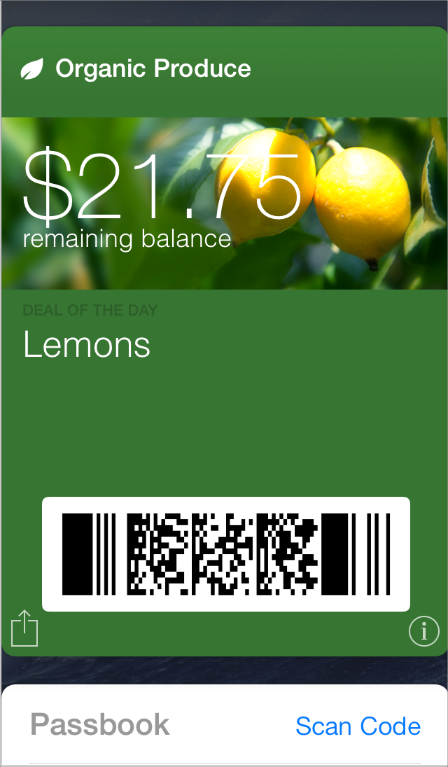 Organic Produce
$21.75
remaining balance
DEAL OF THE DAY
Lemons
Passbook
Scan Code